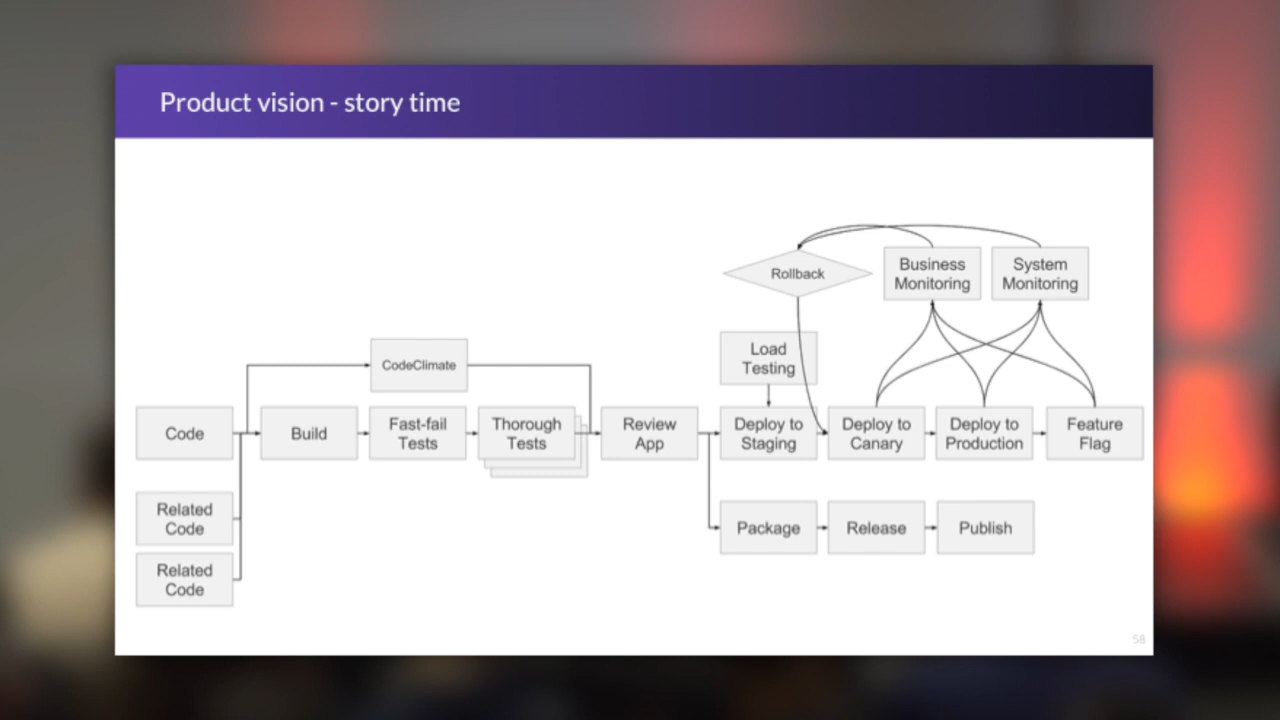 Product vision - story time
Rollback
Business
Monitoring
System
Monitoring
Load
Testing
CodeClimate
Code
Build
Fast-fail
Tests
Thorough
Tests
Review
App
Deploy to
Staging
Deploy to
Canary
Deploy to
Production
Feature
Flag
Related
Code
Package
Release
Publish
Related
Code
58